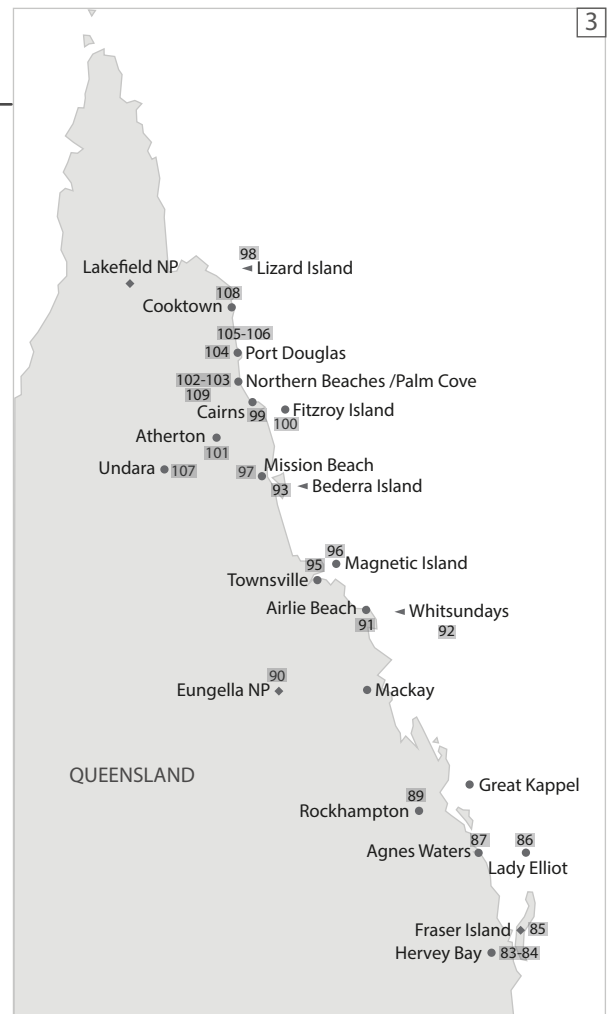 3
98
Lakefield NP
Lizard Island
108
Cooktown
105-106
104 Port Douglas
102-103 Northern Beaches /Palm Cove
109
Cairns 99 Fitzroy Island
100
Atherton
101
Mission Beach
Undara 107 97
93 Bederra Island
96
95 Magnetic Island
Townsville
Airlie Beach Whitsundays
91 92
90
Eungella NP Mackay
QUEENSLAND
Great Kappel
89
Rockhampton
87 86
Agnes Waters
Lady Elliot
Fraser Island 85
Hervey Bay 83-84